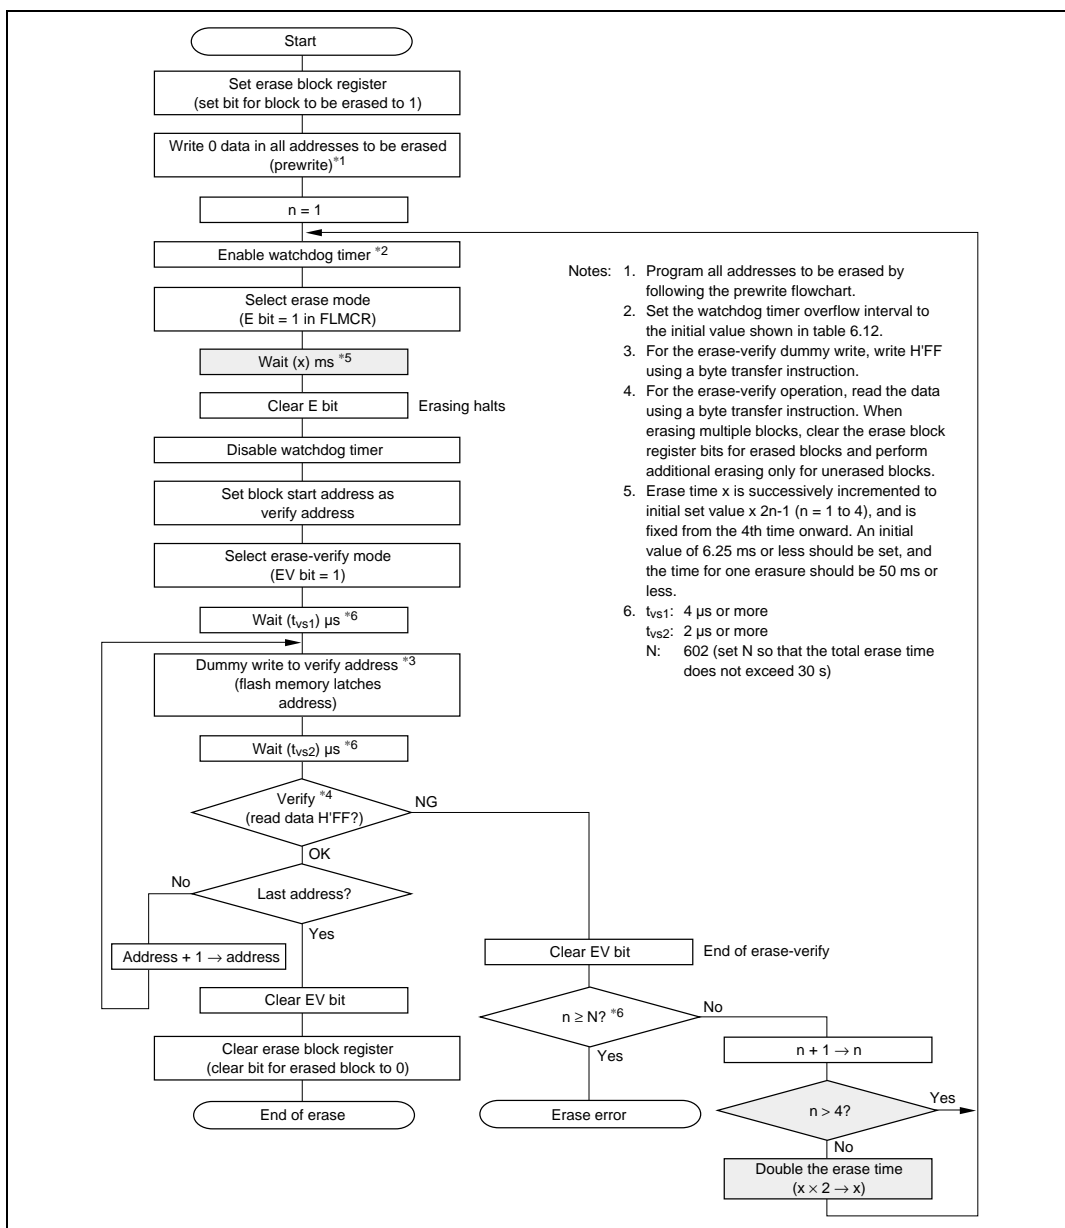 Start
Set erase block register
(set bit for block to be erased to 1)
Write 0 data in all addresses to be erased
(prewrite)*1
n = 1
Enable watchdog timer *2
Select erase mode
(E bit = 1 in FLMCR)
Wait (x) ms *5
Clear E bit
Erasing halts
Disable watchdog timer
Set block start address as
verify address
Select erase-verify mode
(EV bit = 1)
Wait (tvs1) µs *6
Dummy write to verify address *3
(flash memory latches
address)
Wait (tvs2) µs *6
Verify *4
(read data H'FF?)
NG
OK
No
Last address?
Yes
Address + 1 → address
Clear EV bit
Clear erase block register
(clear bit for erased block to 0)
End of erase
Clear EV bit
End of erase-verify
n ≥ N? *6
No
Yes
Erase error
n + 1 → n
n > 4?
Yes
No
Double the erase time
(x × 2 → x)
Notes: 1. Program all addresses to be erased by
following the prewrite flowchart.
2. Set the watchdog timer overflow interval to
the initial value shown in table 6.12.
3. For the erase-verify dummy write, write H'FF
using a byte transfer instruction.
4. For the erase-verify operation, read the data
using a byte transfer instruction. When
erasing multiple blocks, clear the erase block
register bits for erased blocks and perform
additional erasing only for unerased blocks.
5. Erase time x is successively incremented to
initial set value x 2n-1 (n = 1 to 4), and is
fixed from the 4th time onward. An initial
value of 6.25 ms or less should be set, and
the time for one erasure should be 50 ms or
less.
6. tvs1: 4 µs or more
tvs2: 2 µs or more
N: 602 (set N so that the total erase time
does not exceed 30 s)